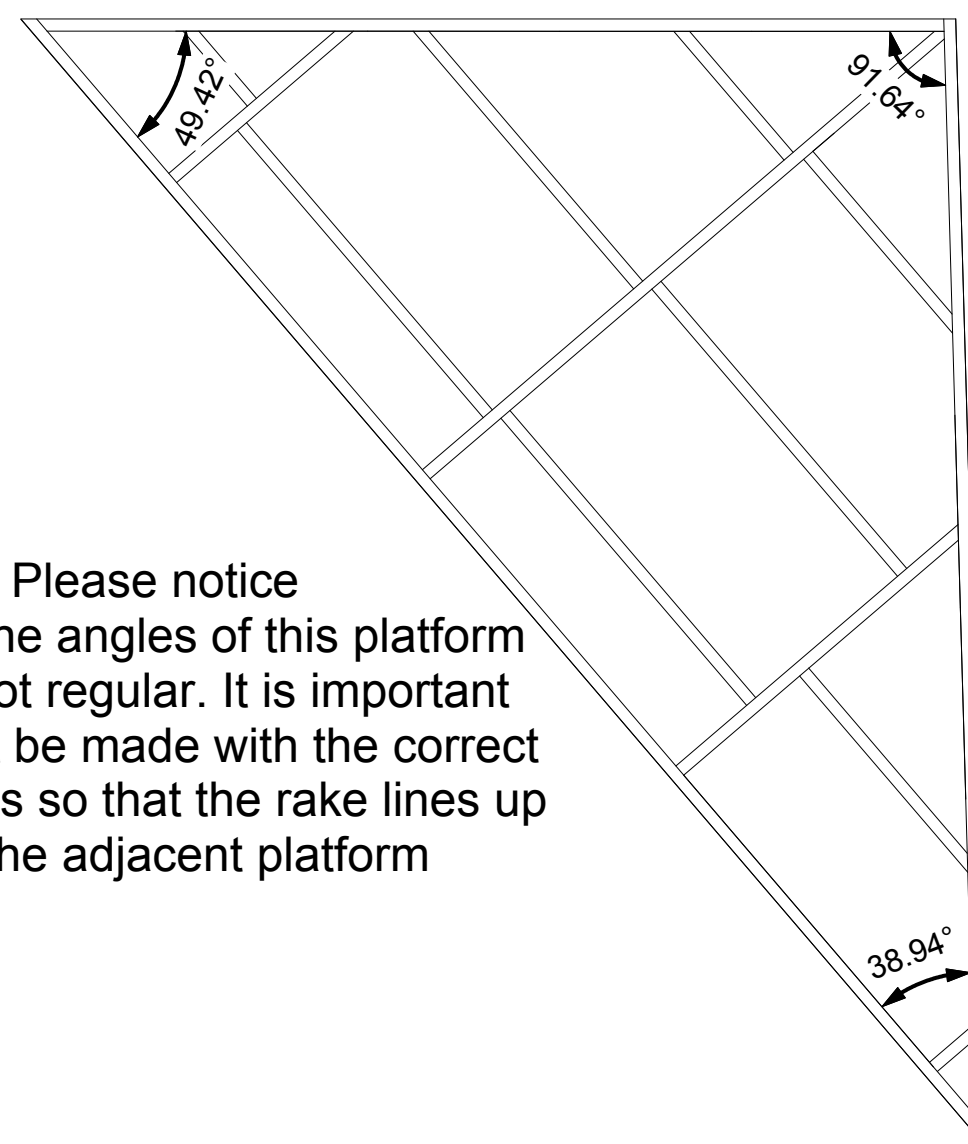 49.42°
91.64°
Please notice
he angles of this platform
ot regular. It is important
be made with the correct
s so that the rake lines up
he adjacent platform
38.94°